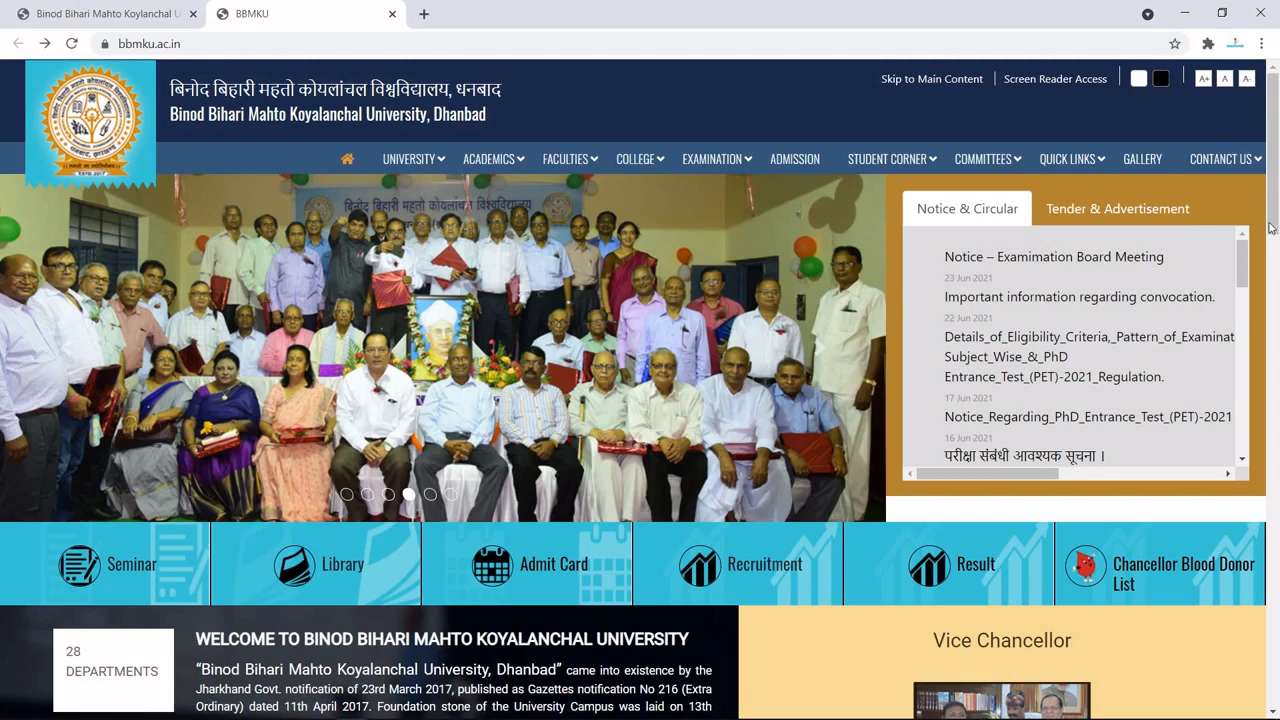 Binod Bihari Mahto Koylanchal U
BBMKU
bbmku.ac.in
Skip to Main Content
Screen Reader Access
A+
A
A-
बिनोद बिहारी महतो कोयलांचल विश्वविद्यालय, धनबाद
Binod Bihari Mahto Koyalanchal University, Dhanbad
UNIVERSITY
ACADEMICS
FACULTIES
COLLEGE
EXAMINATION
ADMISSION
STUDENT CORNER
COMMITTEES
QUICK LINKS
GALLERY
CONTANCT US
बिनोद बिहारी महतो कोयलांचल विश्वविद्यालय
Notice & Circular
Tender & Advertisement
Notice – Examimation Board Meeting
23 Jun 2021
Important information regarding convocation.
22 Jun 2021
Details_of_Eligibility_Criteria,_Pattern_of_Examinat
Subject_Wise_&_PhD
Entrance_Test_(PET)-2021_Regulation.
17 Jun 2021
Notice_Regarding_PhD_Entrance_Test_(PET)-2021
16 Jun 2021
परीक्षा संबंधी आवश्यक सूचना ।
Seminar
Library
Admit Card
Recruitment
Result
Chancellor Blood Donor
List
28
DEPARTMENTS
WELCOME TO BINOD BIHARI MAHTO KOYALANCHAL UNIVERSITY
“Binod Bihari Mahto Koyalanchal University, Dhanbad” came into existence by the
Jharkhand Govt. notification of 23rd March 2017, published as Gazettes notification No 216 (Extra
Ordinary) dated 11th April 2017. Foundation stone of the University Campus was laid on 13th
Vice Chancellor